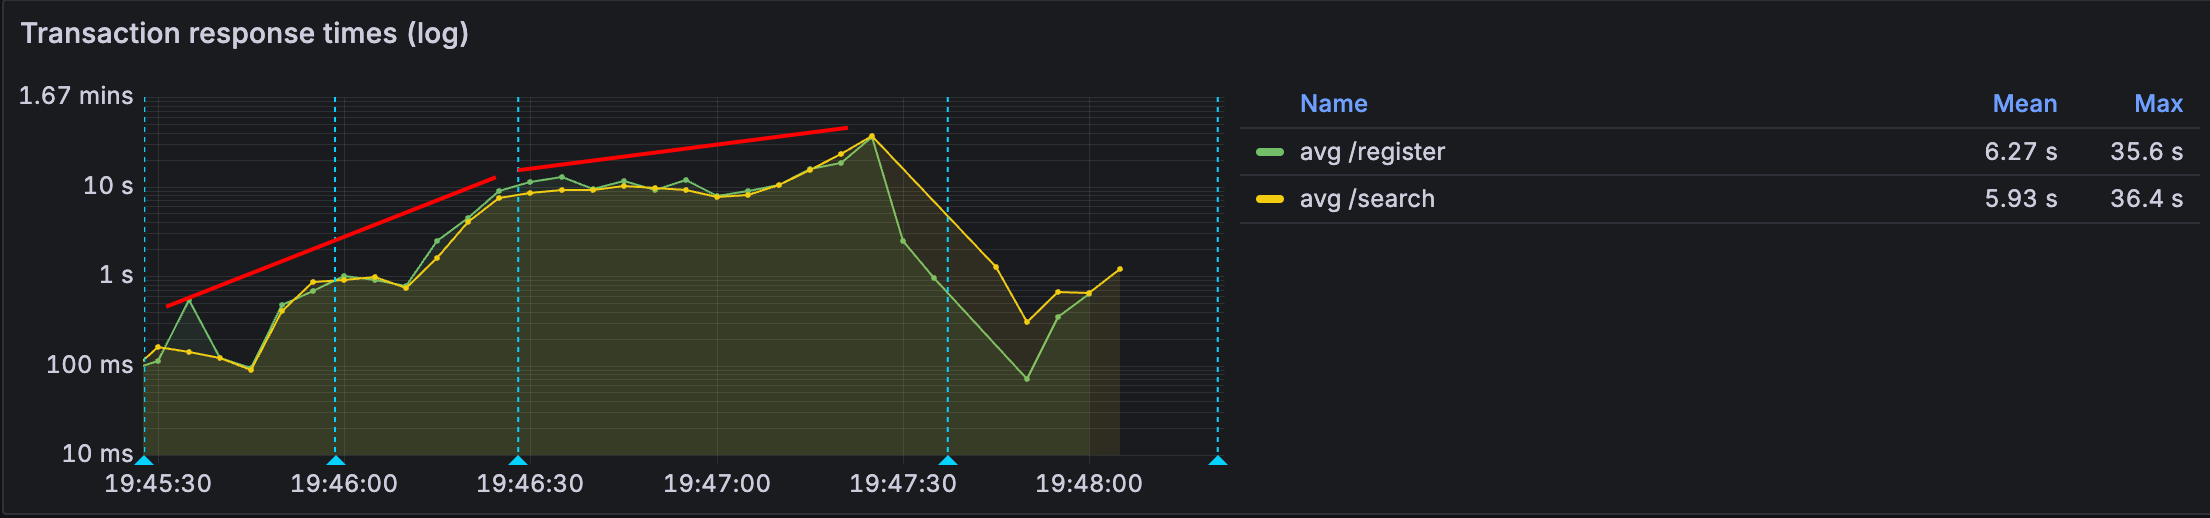 Transaction response times (log)
1.67 mins
10 s
1 s
100 ms
10 ms
19:45:30 19:46:00 19:46:30 19:47:00 19:47:30 19:48:00
Name Mean Max
avg /register 6.27 s 35.6 s
avg /search 5.93 s 36.4 s